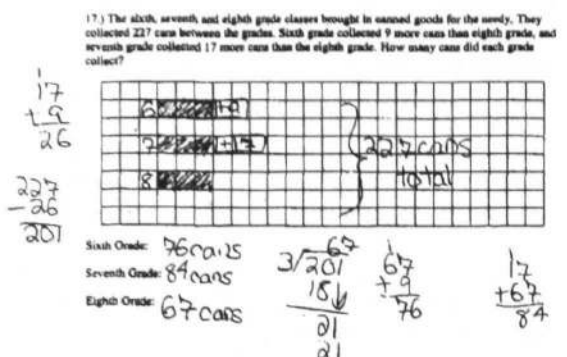 17.) The sixth, seventh and eighth grade classes brought in canned goods for the needy. They
collected 227 cans between the grades. Sixth grade collected 9 more cans than eighth grade, and
seventh grade collected 17 more cans than the eighth grade. How many cans did each grade
collect?
1
17
+9
26
6 +9
7 +17
8
227 cans
total
227
-26
201
Sixth Grade: 76 cans
Seventh Grade: 84 cans
Eighth Grade: 67 cans
67
3/201
18
21
21
1
67
+9
76
1
17
+67
84